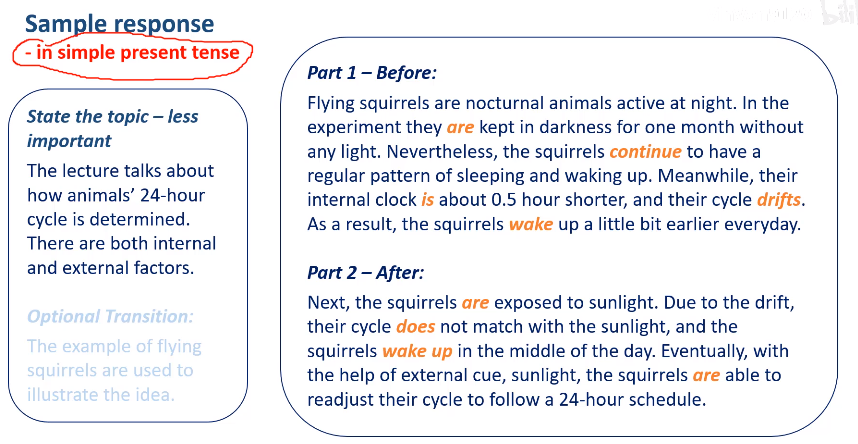 Sample response
- in simple present tense
State the topic – less
important
The lecture talks about
how animals' 24-hour
cycle is determined.
There are both internal
and external factors.
Optional Transition:
The example of flying
squirrels are used to
illustrate the idea.
Part 1 – Before:
Flying squirrels are nocturnal animals active at night. In the
experiment they are kept in darkness for one month without
any light. Nevertheless, the squirrels continue to have a
regular pattern of sleeping and waking up. Meanwhile, their
internal clock is about 0.5 hour shorter, and their cycle drifts.
As a result, the squirrels wake up a little bit earlier everyday.
Part 2 – After:
Next, the squirrels are exposed to sunlight. Due to the drift,
their cycle does not match with the sunlight, and the
squirrels wake up in the middle of the day. Eventually, with
the help of external cue, sunlight, the squirrels are able to
readjust their cycle to follow a 24-hour schedule.